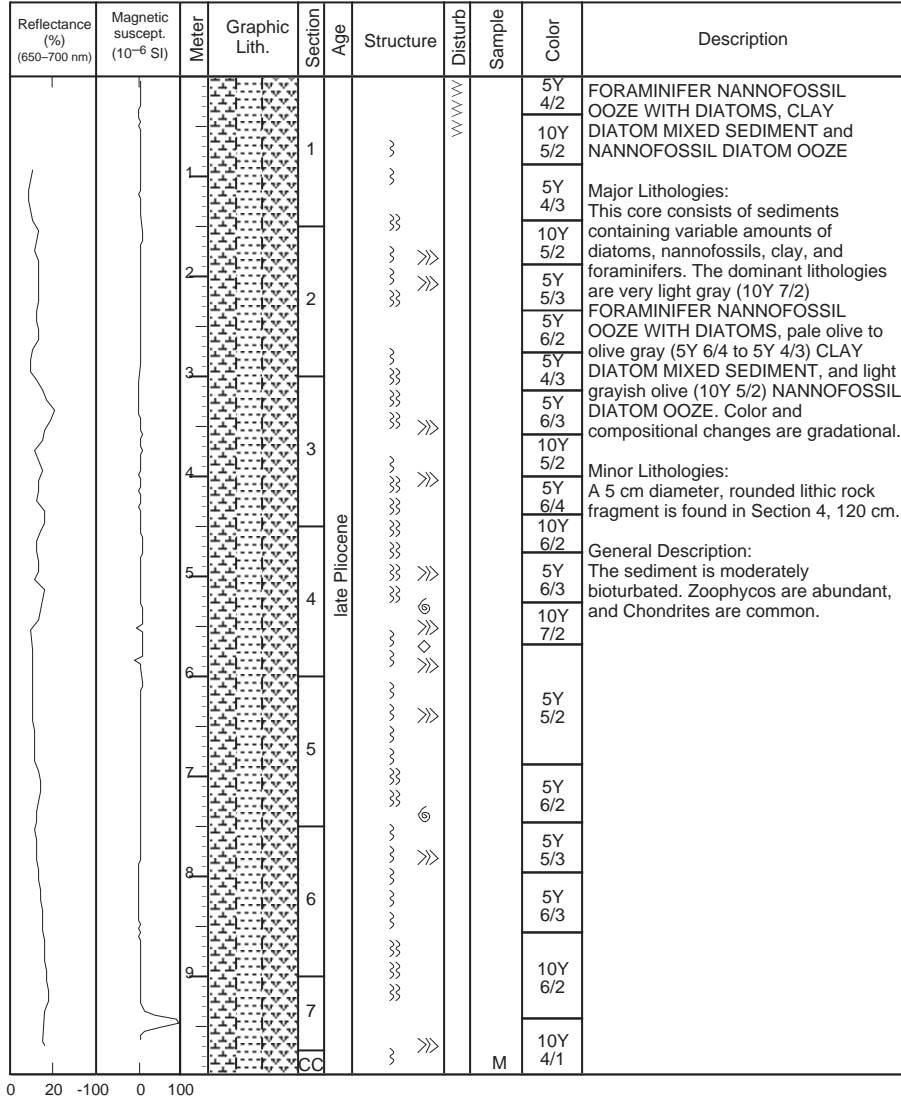 Reflectance
(%)
(650–700 nm)
Magnetic
suscept.
(10–6 SI)
Meter
Graphic
Lith.
Section
Age
Structure
Disturb
Sample
Color
Description
1
2
3
4
5
6
7
8
9
1
2
3
4
5
6
7
CC
late Pliocene
M
5Y
4/2
10Y
5/2
5Y
4/3
10Y
5/2
5Y
5/3
5Y
6/2
5Y
4/3
5Y
6/3
10Y
5/2
5Y
6/4
10Y
6/2
5Y
6/3
10Y
7/2
5Y
5/2
5Y
6/2
5Y
5/3
5Y
6/3
10Y
6/2
10Y
4/1
FORAMINIFER NANNOFOSSIL
OOZE WITH DIATOMS, CLAY
DIATOM MIXED SEDIMENT and
NANNOFOSSIL DIATOM OOZE
Major Lithologies:
This core consists of sediments
containing variable amounts of
diatoms, nannofossils, clay, and
foraminifers. The dominant lithologies
are very light gray (10Y 7/2)
FORAMINIFER NANNOFOSSIL
OOZE WITH DIATOMS, pale olive to
olive gray (5Y 6/4 to 5Y 4/3) CLAY
DIATOM MIXED SEDIMENT, and light
grayish olive (10Y 5/2) NANNOFOSSIL
DIATOM OOZE. Color and
compositional changes are gradational.
Minor Lithologies:
A 5 cm diameter, rounded lithic rock
fragment is found in Section 4, 120 cm.
General Description:
The sediment is moderately
bioturbated. Zoophycos are abundant,
and Chondrites are common.
0 20 -100 0 100